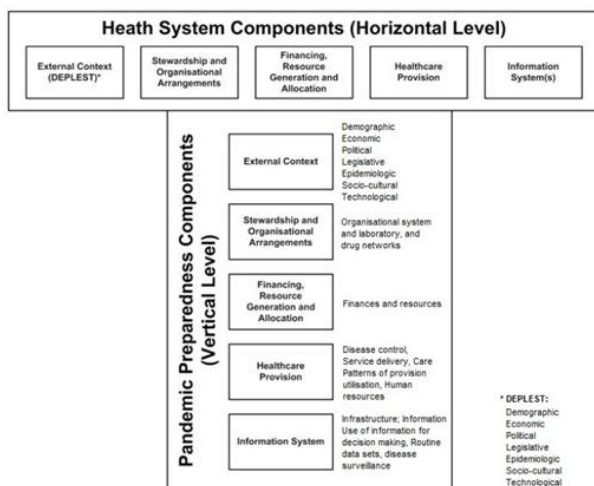 Heath System Components (Horizontal Level)
External Context
(DEPLEST)*
Stewardship and
Organisational
Arrangements
Financing,
Resource
Generation and
Allocation
Healthcare
Provision
Information
System(s)
Pandemic Preparedness Components
(Vertical Level)
External Context
Demographic
Economic
Political
Legislative
Epidemiologic
Socio-cultural
Technological
Stewardship and
Organisational
Arrangements
Organisational system
and laboratory, and
drug networks
Financing,
Resource
Generation and
Allocation
Finances and resources
Healthcare
Provision
Disease control,
Service delivery, Care
Patterns of provision
utilisation, Human
resources
Information System
Infrastructure; Information
Use of information for
decision making, Routine
data sets, disease
surveillance
* DEPLEST:
Demographic
Economic
Political
Legislative
Epidemiologic
Socio-cultural
Technological